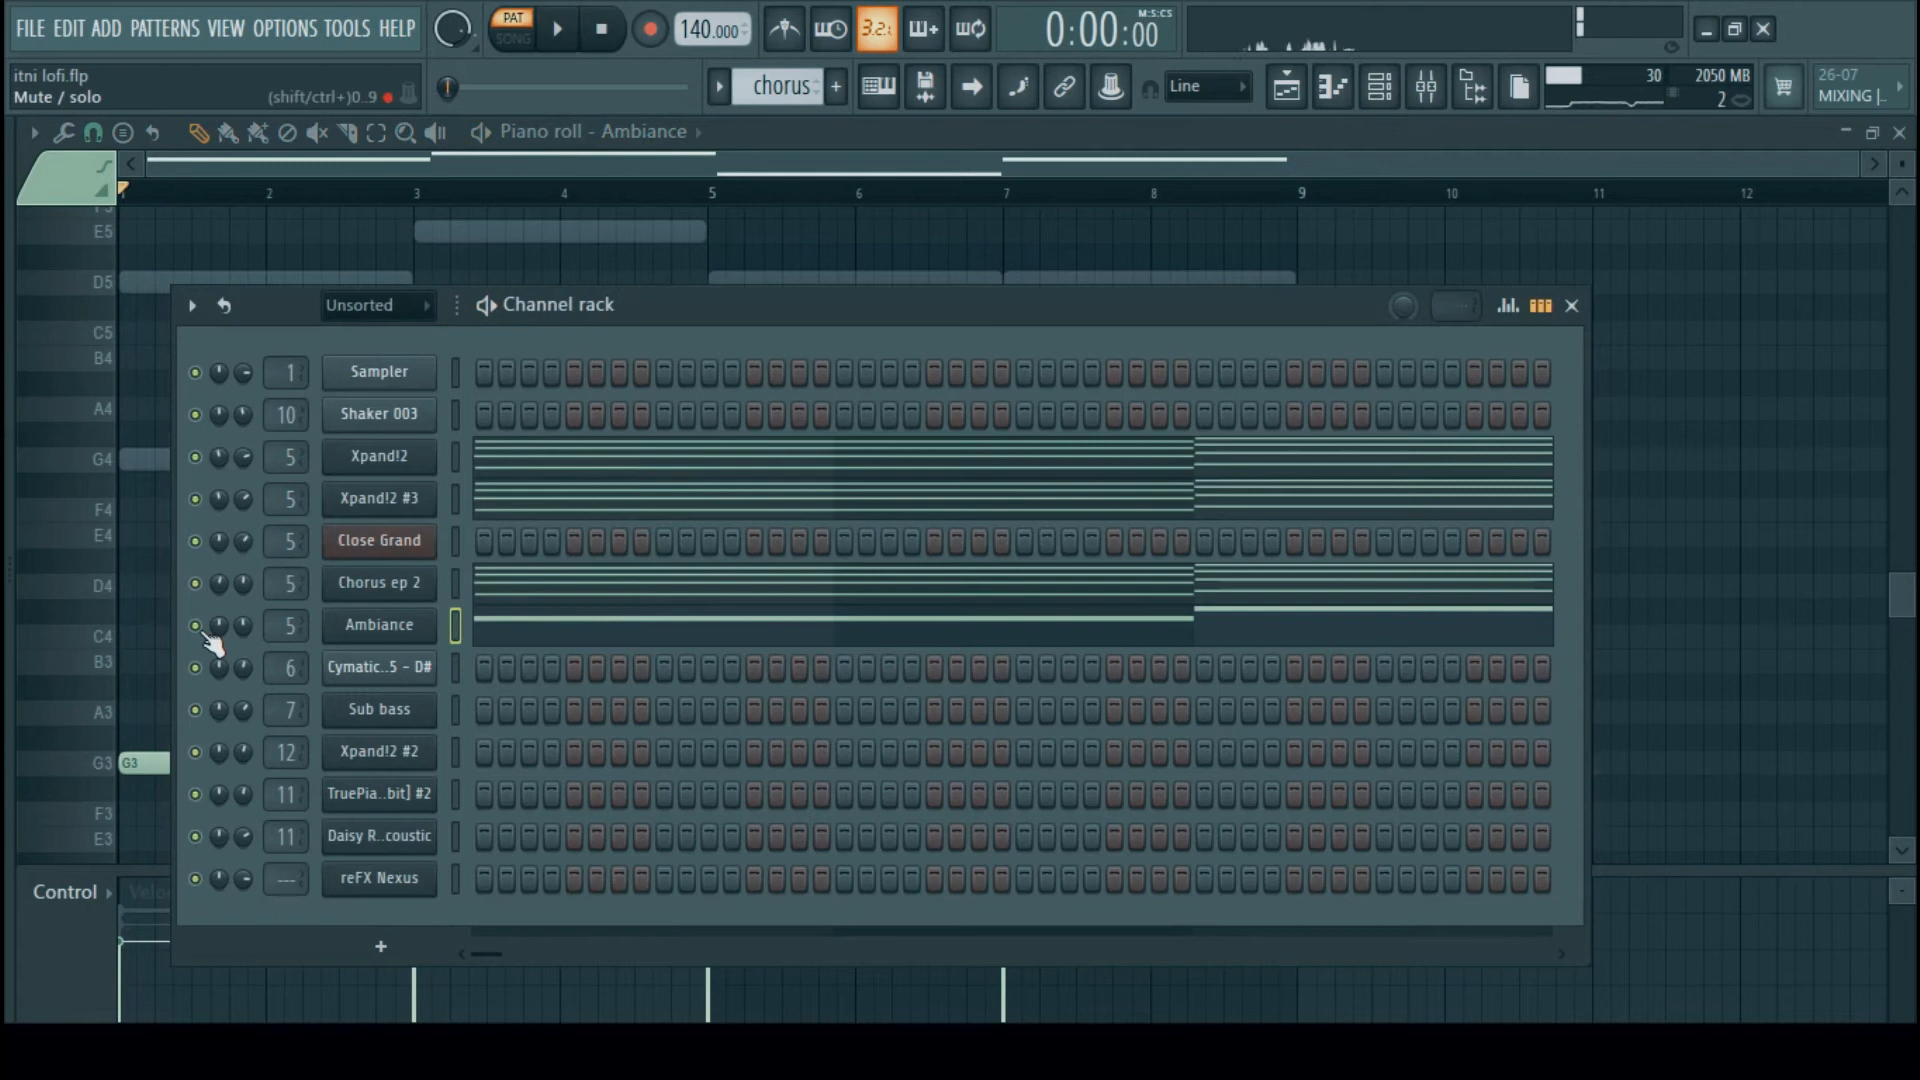 FILE EDIT ADD PATTERNS VIEW OPTIONS TOOLS HELP
PAT
SONG
140.000
3.2.
0:00:00
M:S:CS
itni lofi.flp
Mute / solo
(shift/ctrl+)0..9
chorus
Line
30
2050 MB
2
26-07
MIXING |..
Piano roll - Ambiance
2
3
4
5
6
7
8
9
10
11
12
E5
D5
C5
B4
A4
G4
F4
E4
D4
C4
B3
A3
G3
G3
F3
E3
Unsorted
Channel rack
1
Sampler
10
Shaker 003
5
Xpand!2
5
Xpand!2 #3
5
Close Grand
5
Chorus ep 2
5
Ambiance
6
Cymatic..5 - D#
7
Sub bass
12
Xpand!2 #2
11
TruePia..bit] #2
11
Daisy R..coustic
---
reFX Nexus
+
Control